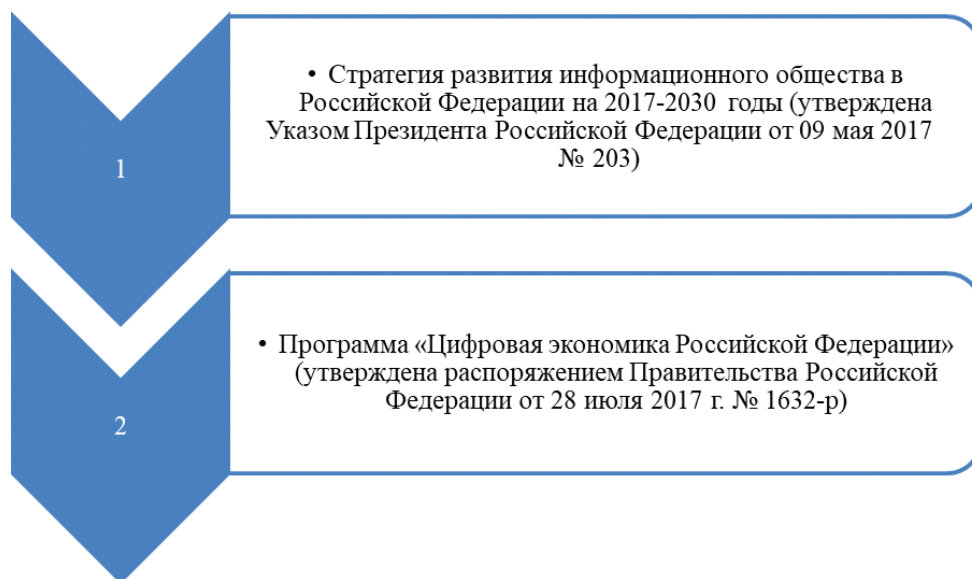 1
• Стратегия развития информационного общества в
Российской Федерации на 2017-2030 годы (утверждена
Указом Президента Российской Федерации от 09 мая 2017
№ 203)
2
• Программа «Цифровая экономика Российской Федерации»
(утверждена распоряжением Правительства Российской
Федерации от 28 июля 2017 г. № 1632-р)